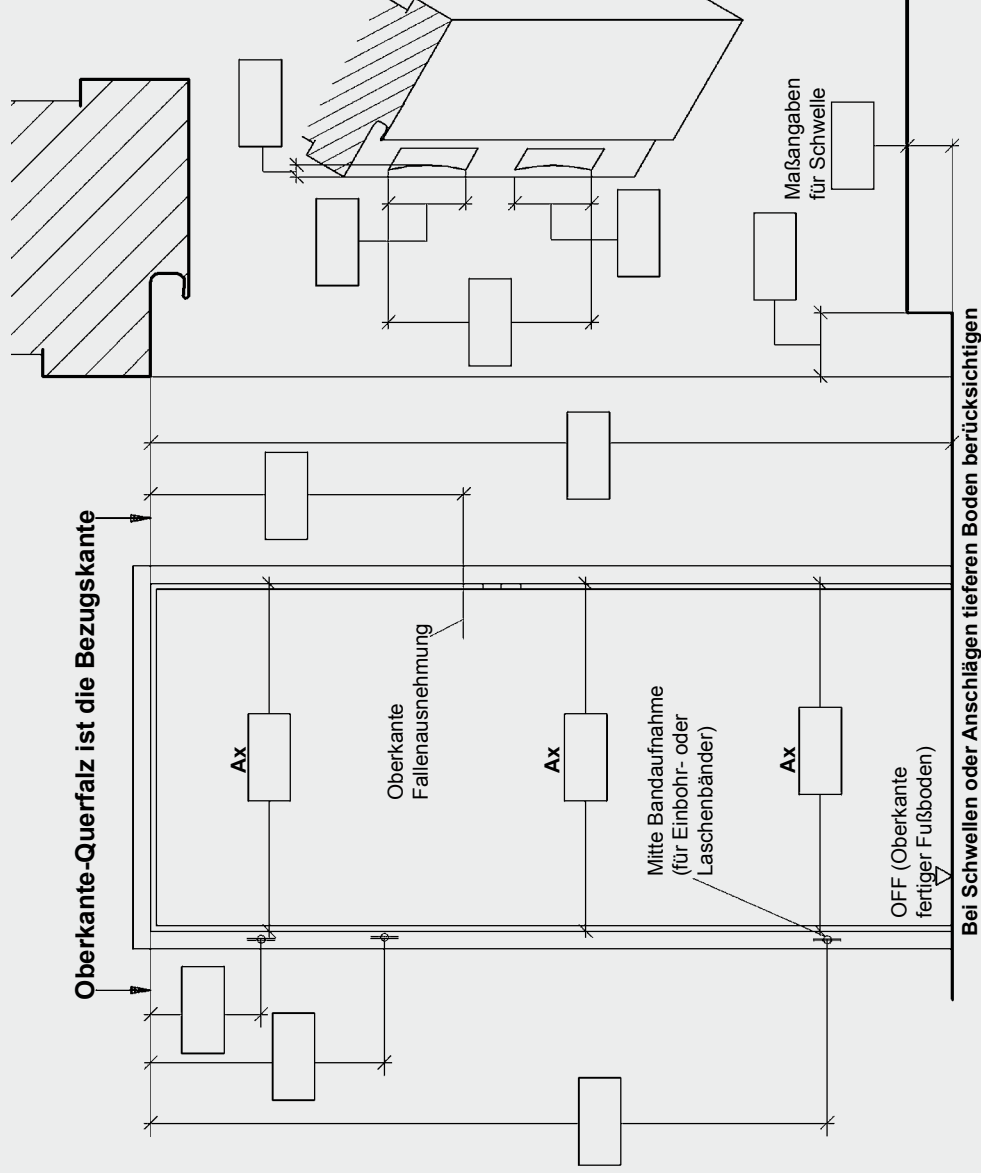 Oberkante-Querfalz ist die Bezugskante
Ax
Oberkante
Fallenausnehmung
Ax
Mitte Bandaufnahme
(für Einbohr- oder
Laschenbänder)
Ax
OFF (Oberkante
fertiger Fußboden)
Maßangaben
für Schwelle
Bei Schwellen oder Anschlägen tieferen Boden berücksichtigen